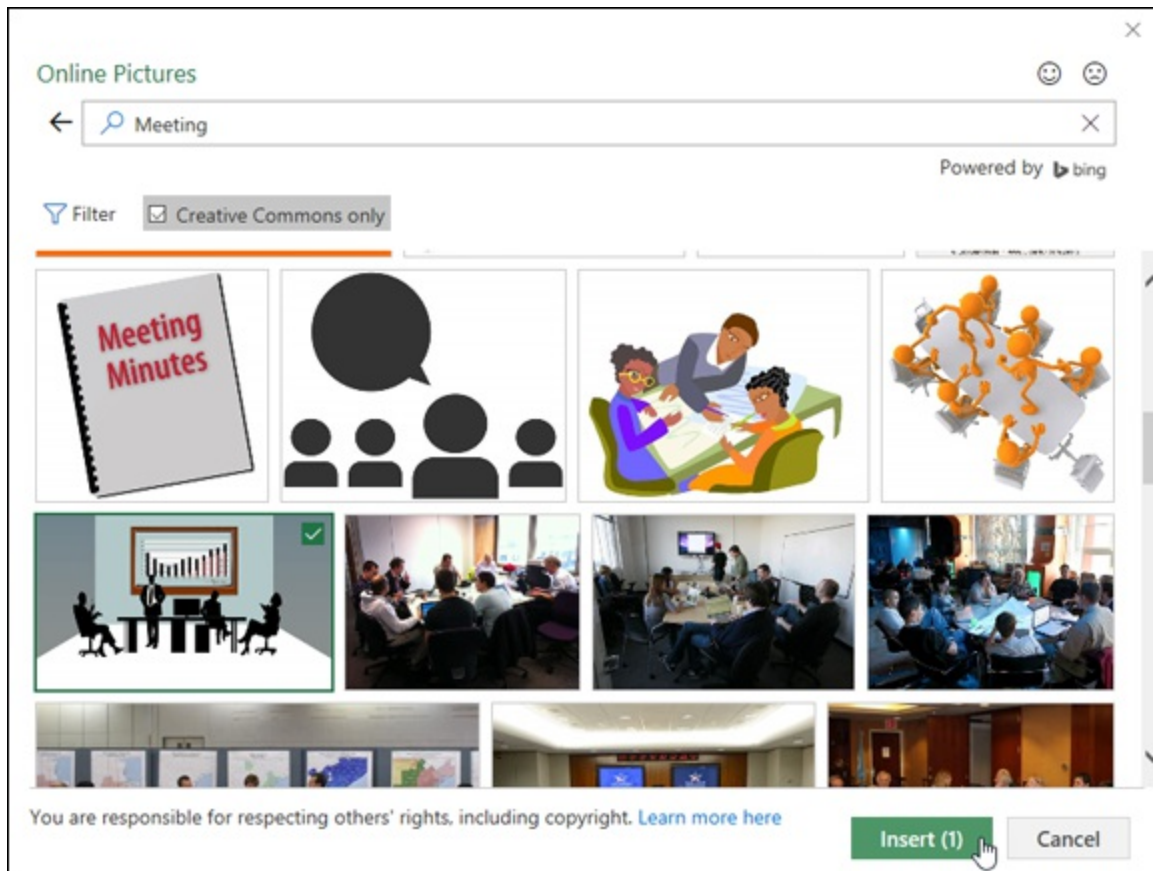 Online Pictures
Meeting
Powered by bing
Filter Creative Commons only
Meeting
Minutes
You are responsible for respecting others' rights, including copyright. Learn more here
Insert (1) Cancel